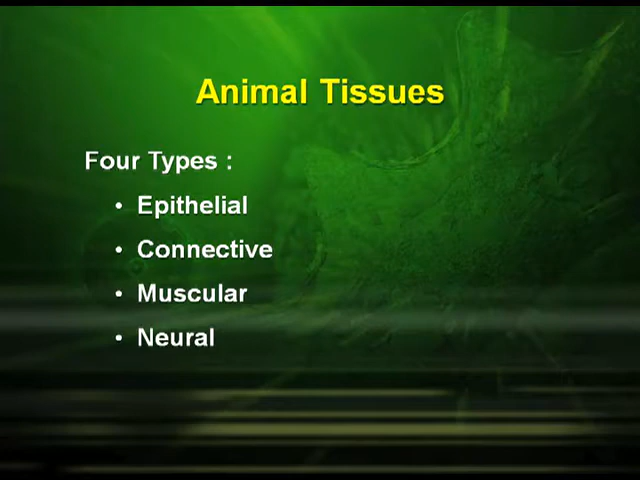 Animal Tissues
Four Types :
• Epithelial
• Connective
• Muscular
• Neural